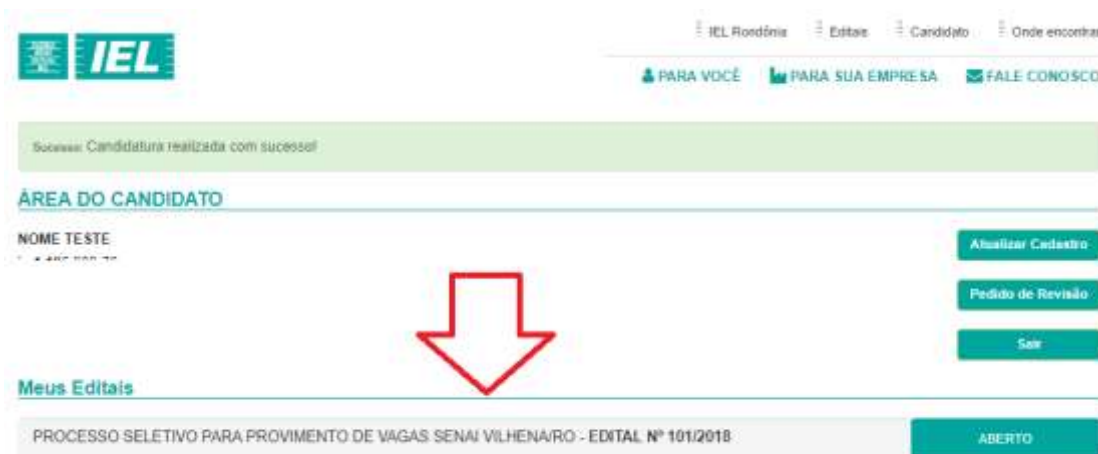 IEL
IEL Rondônia Editais Candidato Onde encontrar
PARA VOCÊ PARA SUA EMPRESA FALE CONOSCO
Sucesso: Candidatura realizada com sucesso!
ÁREA DO CANDIDATO
NOME TESTE
Atualizar Cadastro
Pedido de Revisão
Sair
Meus Editais
PROCESSO SELETIVO PARA PROVIMENTO DE VAGAS SENAI VILHENA/RO - EDITAL Nº 101/2018
ABERTO